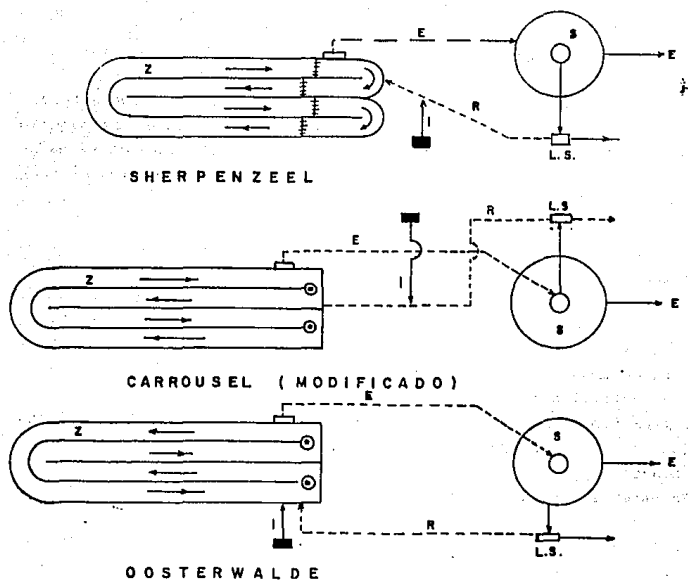 E
S
Z
E
R
I
L.S.
SHERPENZEEL
L.S
R
E
Z
I
E
S
CARROUSEL (MODIFICADO)
E
Z
S
E
I
R
L.S.
OOSTERWALDE